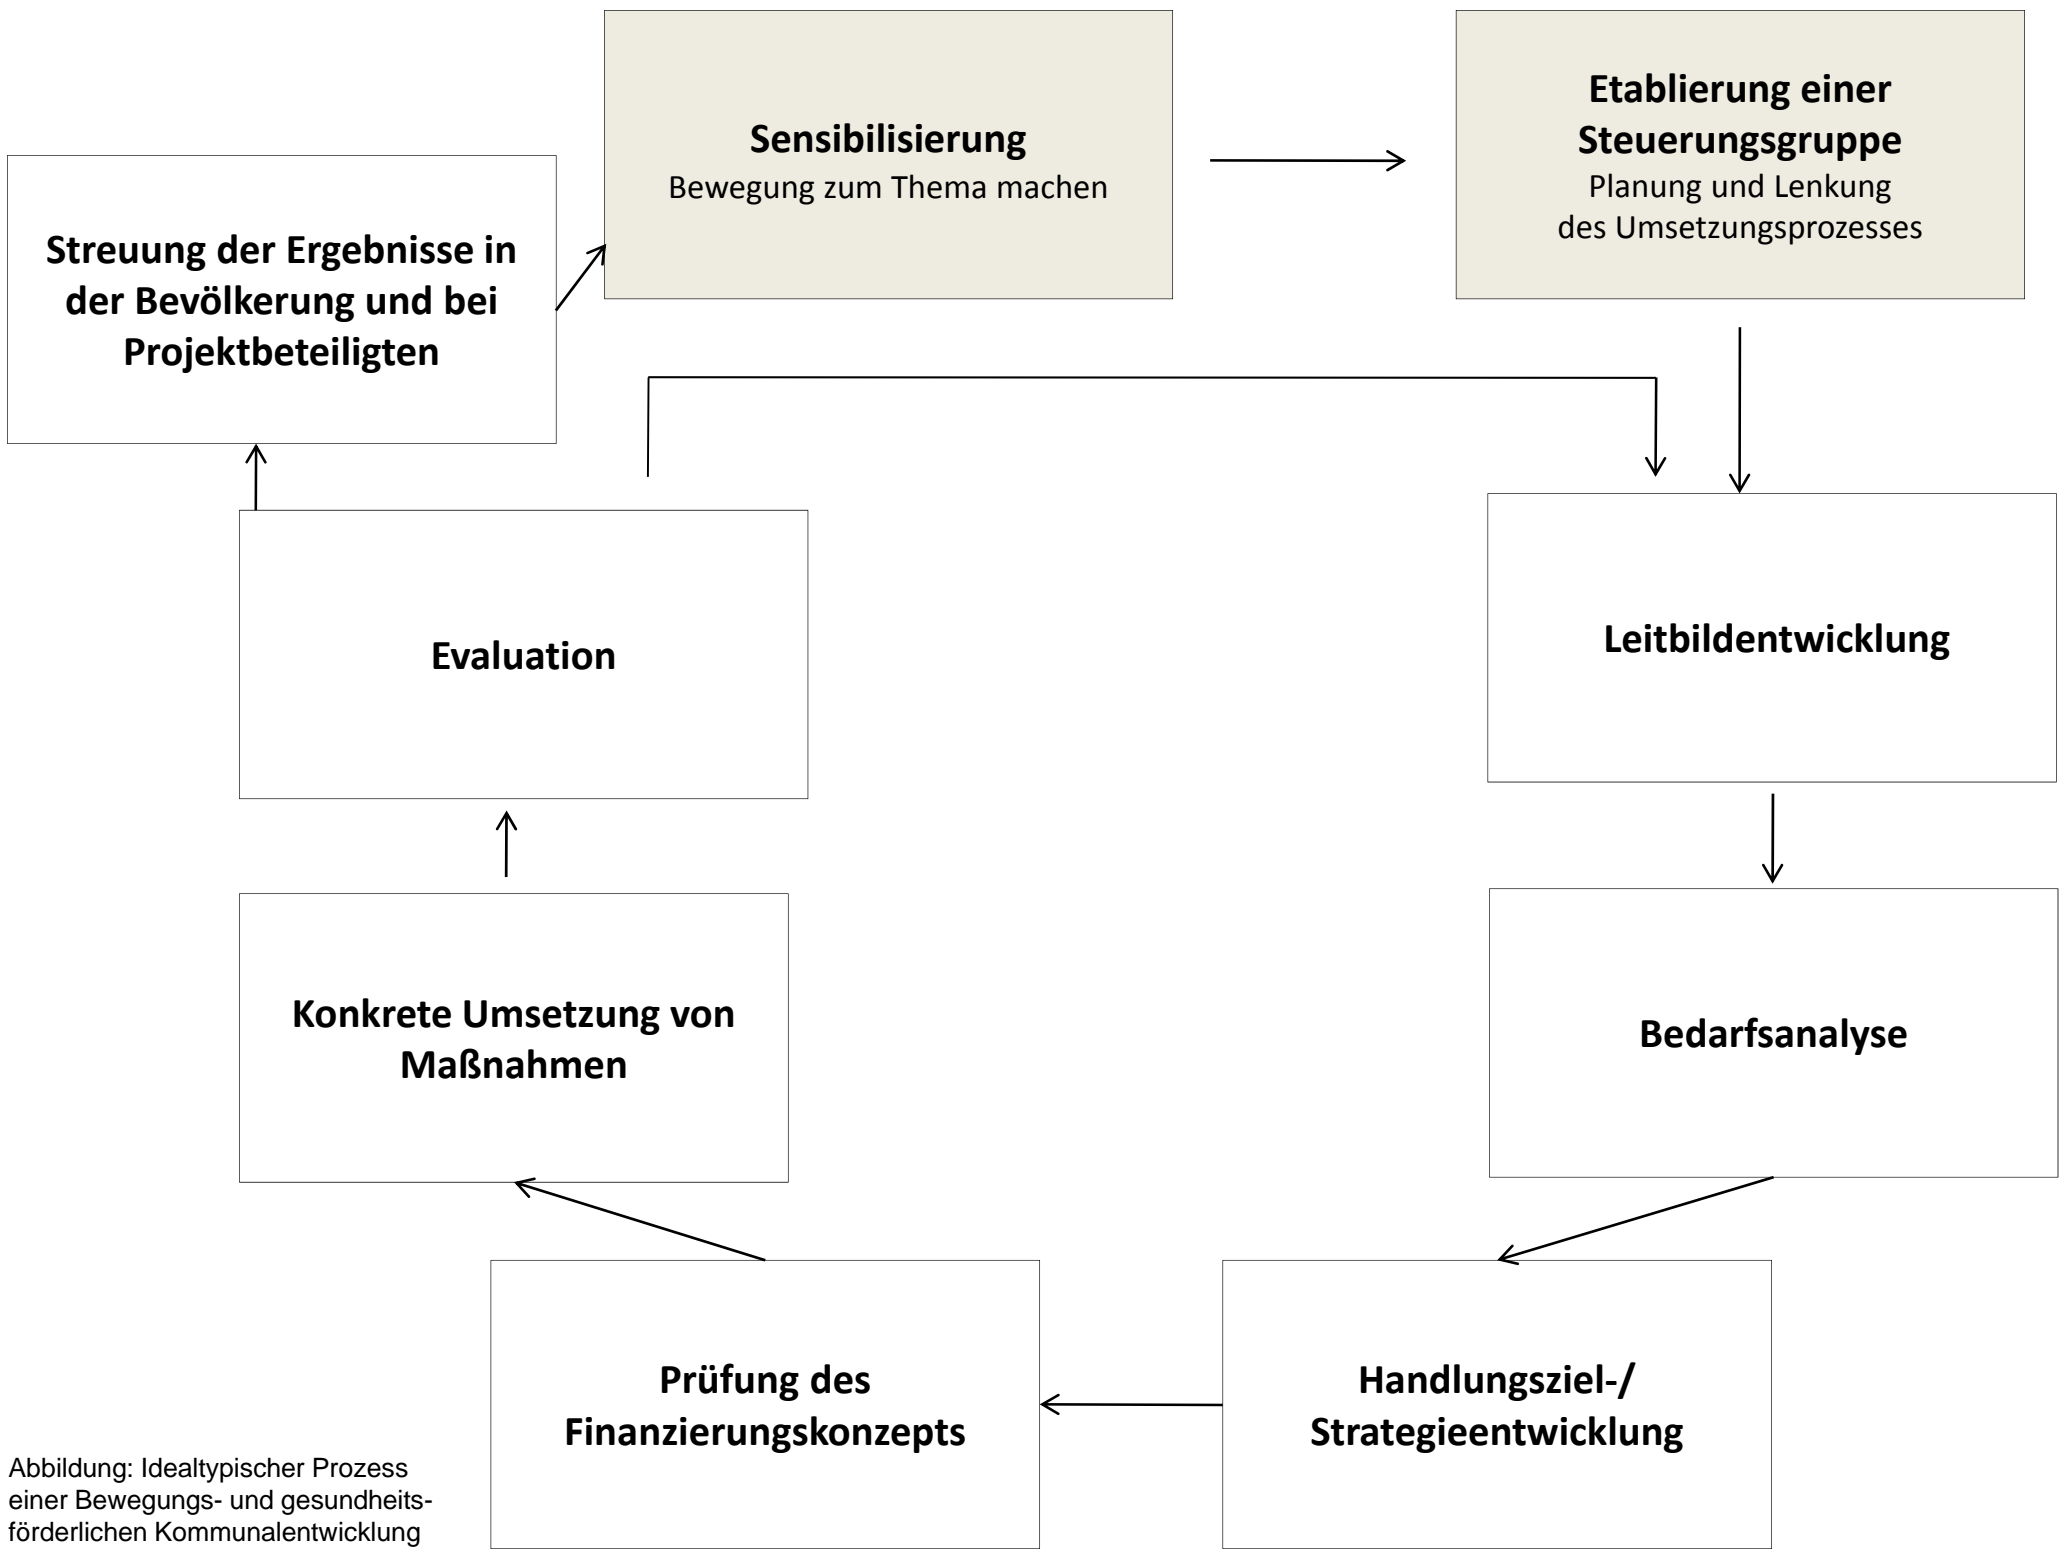 Sensibilisierung
Bewegung zum Thema machen
Etablierung einer
Steuerungsgruppe
Planung und Lenkung
des Umsetzungsprozesses
Streuung der Ergebnisse in
der Bevölkerung und bei
Projektbeteiligten
Evaluation
Leitbildentwicklung
Konkrete Umsetzung von
Maßnahmen
Bedarfsanalyse
Prüfung des
Finanzierungskonzepts
Handlungsziel-/
Strategieentwicklung
Abbildung: Idealtypischer Prozess
einer Bewegungs- und gesundheits-
förderlichen Kommunalentwicklung